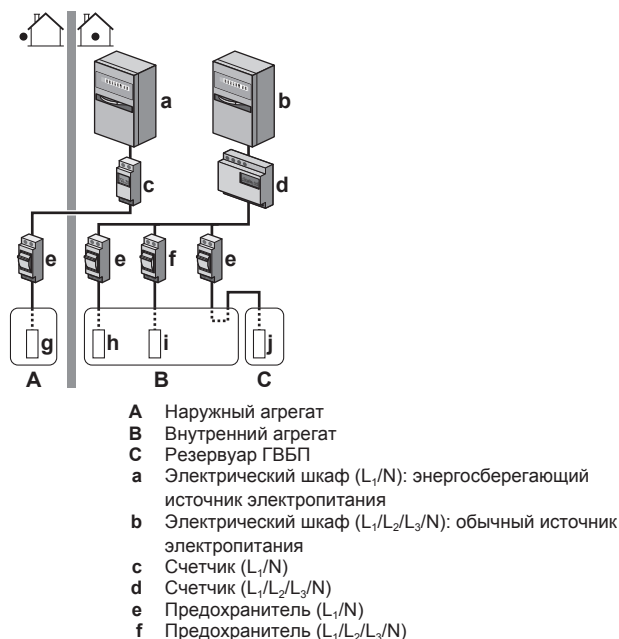 a
b
c
d
e
e
f
e
g
h
i
j
A
B
C
A Наружный агрегат
B Внутренний агрегат
C Резервуар ГВБП
a Электрический шкаф (L₁/N): энергосберегающий
источник электропитания
b Электрический шкаф (L₁/L₂/L₃/N): обычный источник
электропитания
c Счетчик (L₁/N)
d Счетчик (L₁/L₂/L₃/N)
e Предохранитель (L₁/N)
f Предохранитель (L₁/L₂/L₃/N)